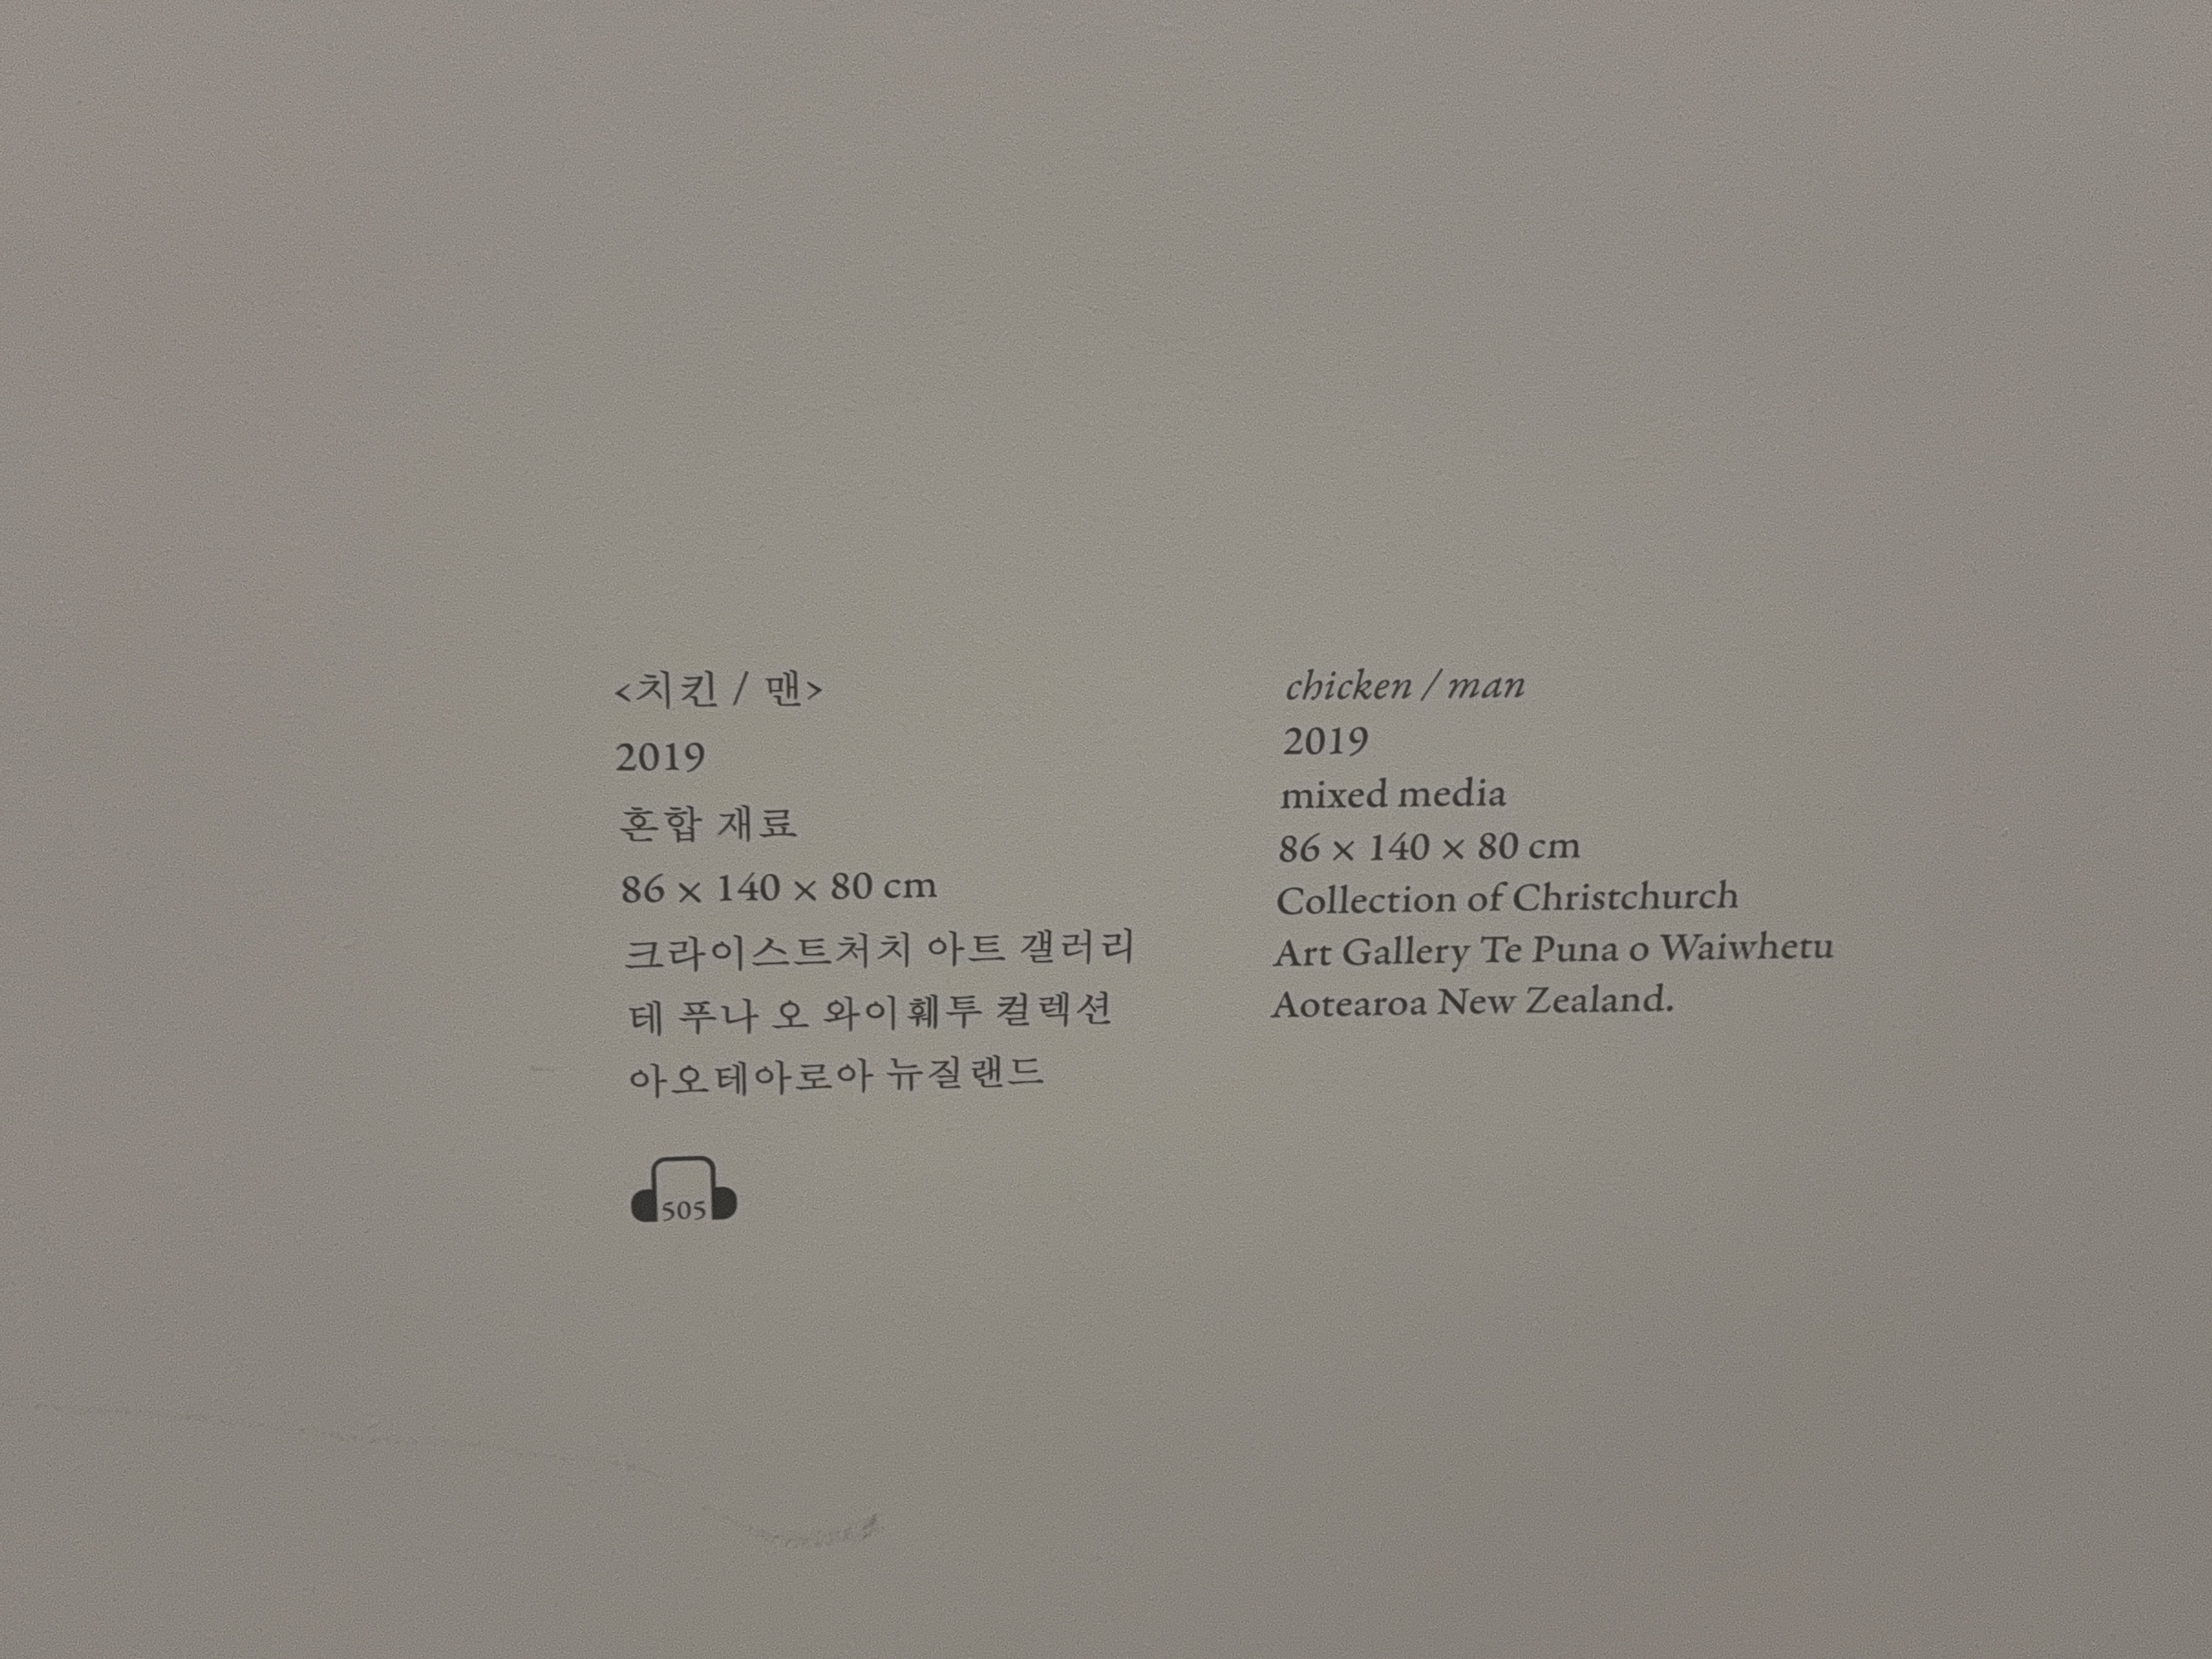 <치킨 / 맨>
2019
혼합 재료
86 × 140 × 80 cm
크라이스트처치 아트 갤러리
테 푸나 오 와이훼투 컬렉션
아오테아로아 뉴질랜드
505
chicken / man
2019
mixed media
86 × 140 × 80 cm
Collection of Christchurch
Art Gallery Te Puna o Waiwhetu
Aotearoa New Zealand.